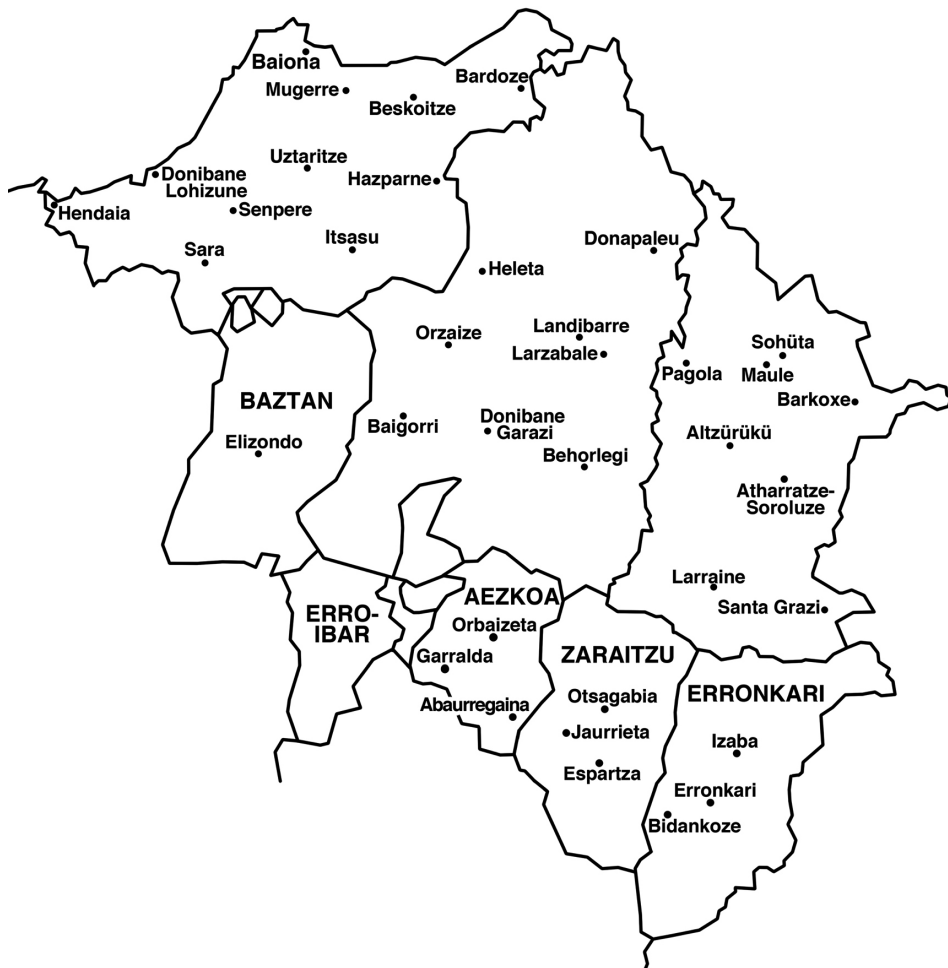 Baiona
Bardoze
Mugerre
Beskoitze
Uztaritze
Donibane
Lohizune
Hazparne
Hendaia
Senpere
Itsasu
Sara
Donapaleu
Heleta
Landibarre
Orzaize
Larzabale
Sohüta
Pagola
Maule
Barkoxe
BAZTAN
Elizondo
Baigorri
Donibane
Garazi
Altzürükü
Behorlegi
Atharratze-
Soroluze
Larraine
Santa Grazi
ERRO-
IBAR
AEZKOA
Orbaizeta
Garralda
Abaurregaina
ZARAITZU
Otsagabia
Jaurrieta
Espartza
ERRONKARI
Izaba
Erronkari
Bidankoze